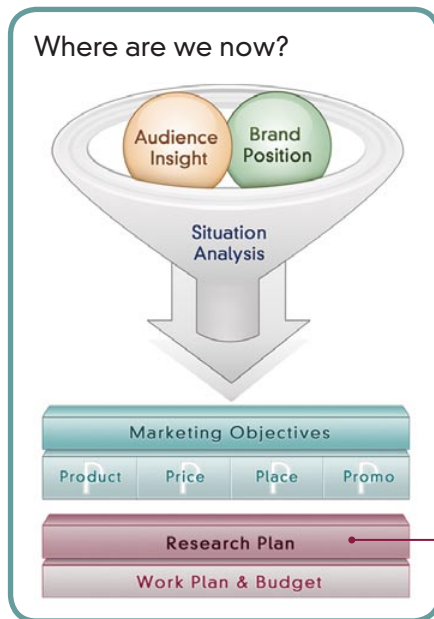 Where are we now?
Audience
Insight
Brand
Position
Situation
Analysis
Marketing Objectives
Product Price Place Promo
Research Plan
Work Plan & Budget